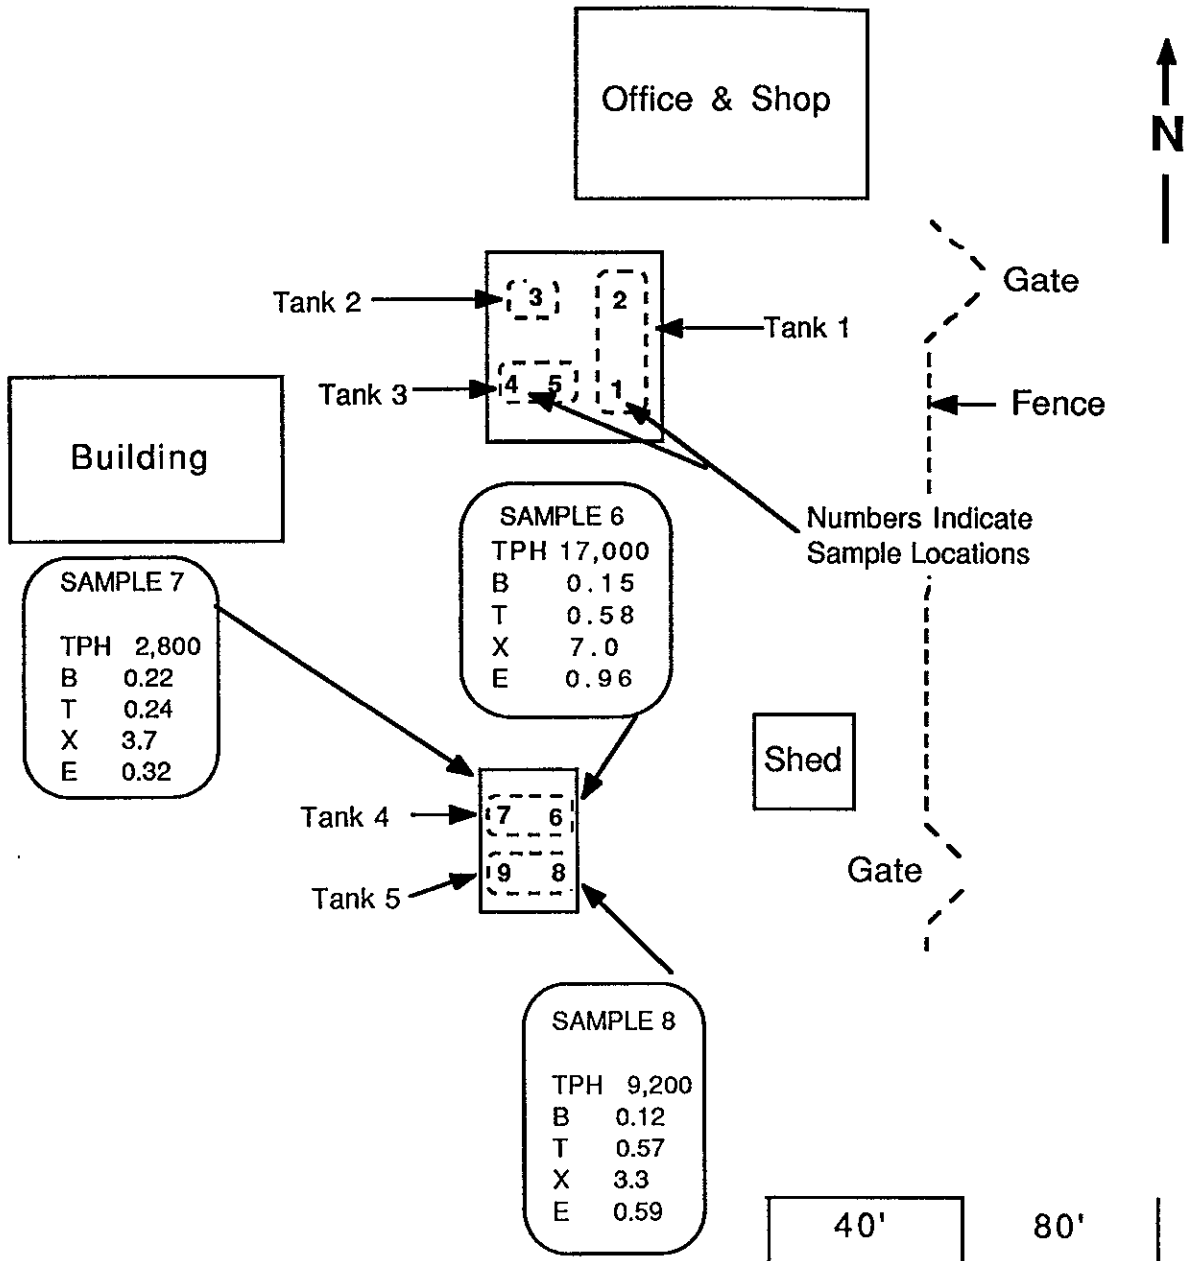 Office & Shop
N
Gate
Tank 2
3
2
Tank 1
Tank 3
4 5
1
Fence
Building
Numbers Indicate
Sample Locations
SAMPLE 6
TPH 17,000
B 0.15
T 0.58
X 7.0
E 0.96
SAMPLE 7
TPH 2,800
B 0.22
T 0.24
X 3.7
E 0.32
Shed
Tank 4
7 6
Gate
Tank 5
9 8
SAMPLE 8
TPH 9,200
B 0.12
T 0.57
X 3.3
E 0.59
40' 80'